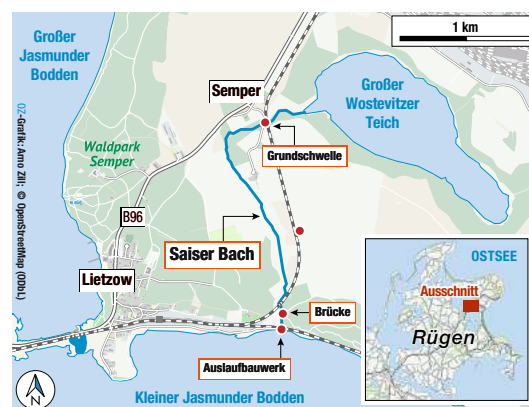 Großer
Jasmunder
Bodden
1 km
Semper
Großer
Wostevitzer
Teich
Waldpark
Semper
Grundschwelle
B96
Saiser Bach
Lietzow
OSTSEE
Ausschnitt
Rügen
Brücke
Auslaufbauwerk
N
Kleiner Jasmunder Bodden
OZ-Grafik: Arno Zill; © OpenStreetMap (ODbL)